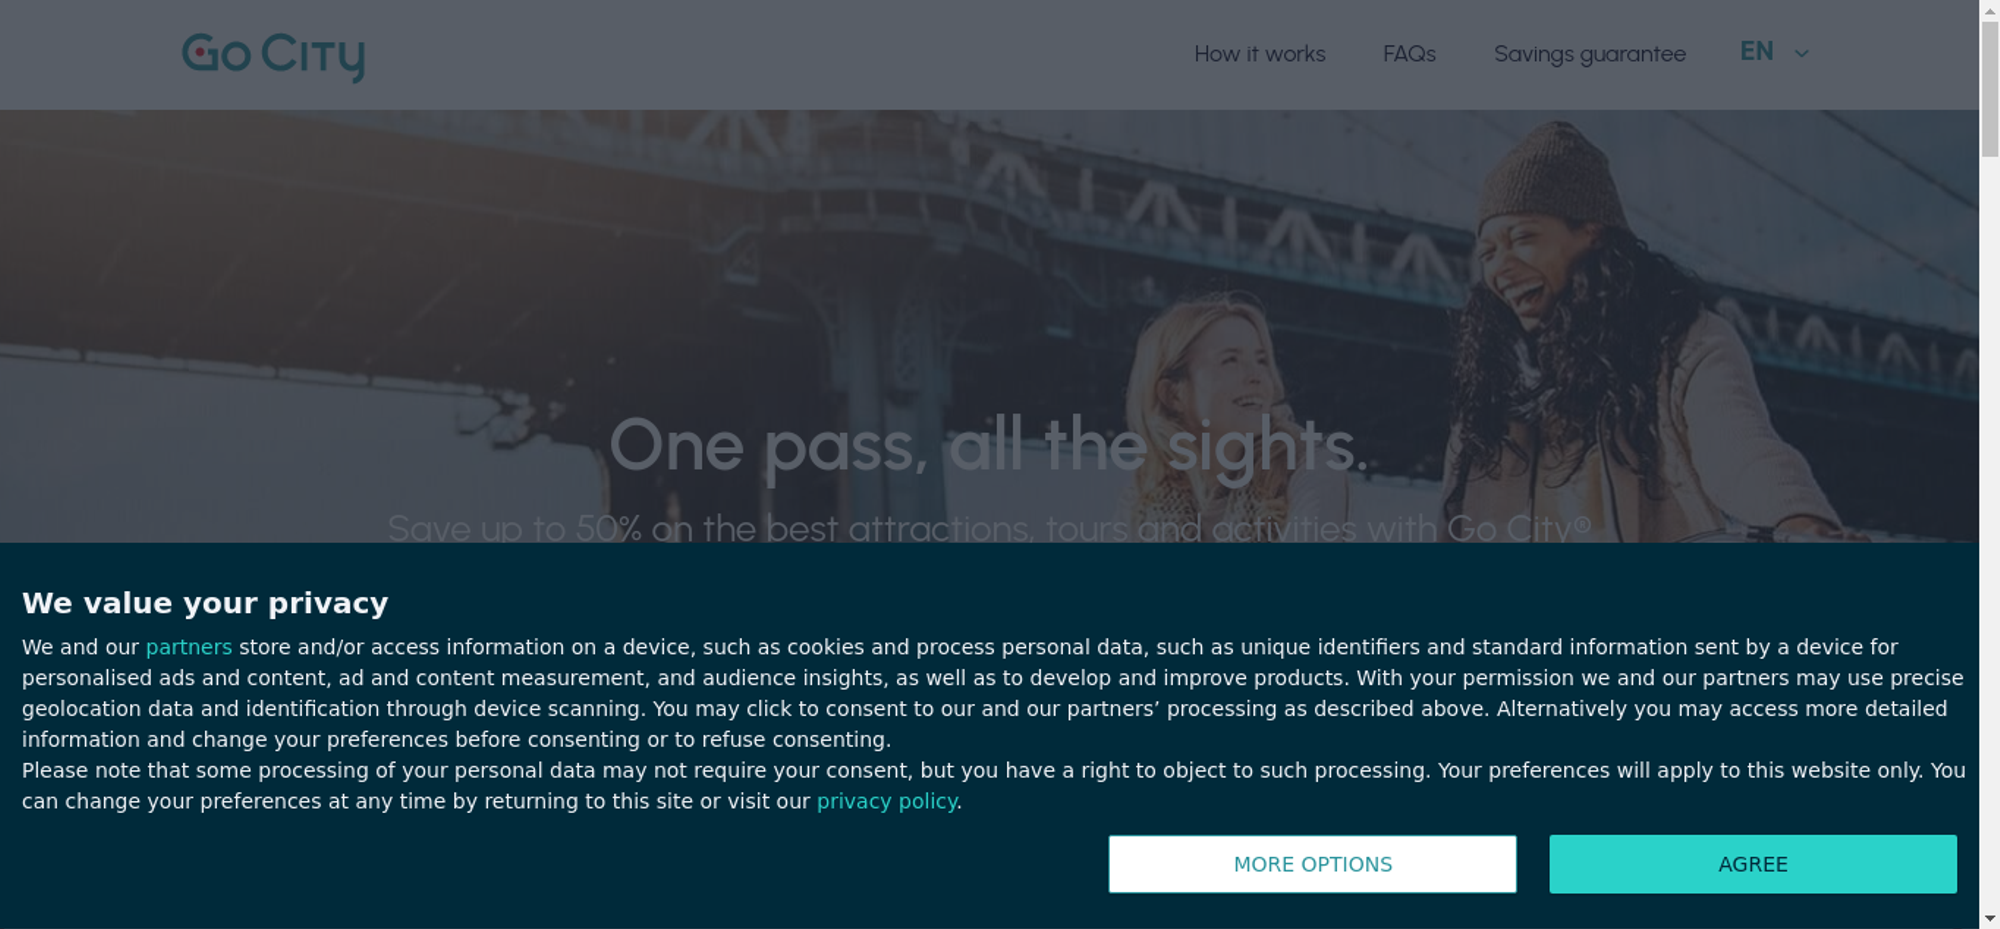 Go City
How it works
FAQs
Savings guarantee
EN
One pass, all the sights.
Save up to 50% on the best attractions, tours and activities with Go City®
We value your privacy
We and our partners store and/or access information on a device, such as cookies and process personal data, such as unique identifiers and standard information sent by a device for
personalised ads and content, ad and content measurement, and audience insights, as well as to develop and improve products. With your permission we and our partners may use precise
geolocation data and identification through device scanning. You may click to consent to our and our partners’ processing as described above. Alternatively you may access more detailed
information and change your preferences before consenting or to refuse consenting.
Please note that some processing of your personal data may not require your consent, but you have a right to object to such processing. Your preferences will apply to this website only. You
can change your preferences at any time by returning to this site or visit our privacy policy.
MORE OPTIONS
AGREE